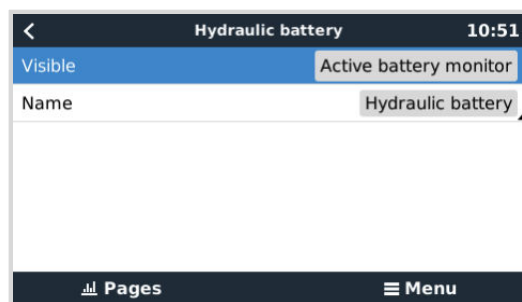 Hydraulic battery 10:51
Visible Active battery monitor
Name Hydraulic battery
Pages Menu